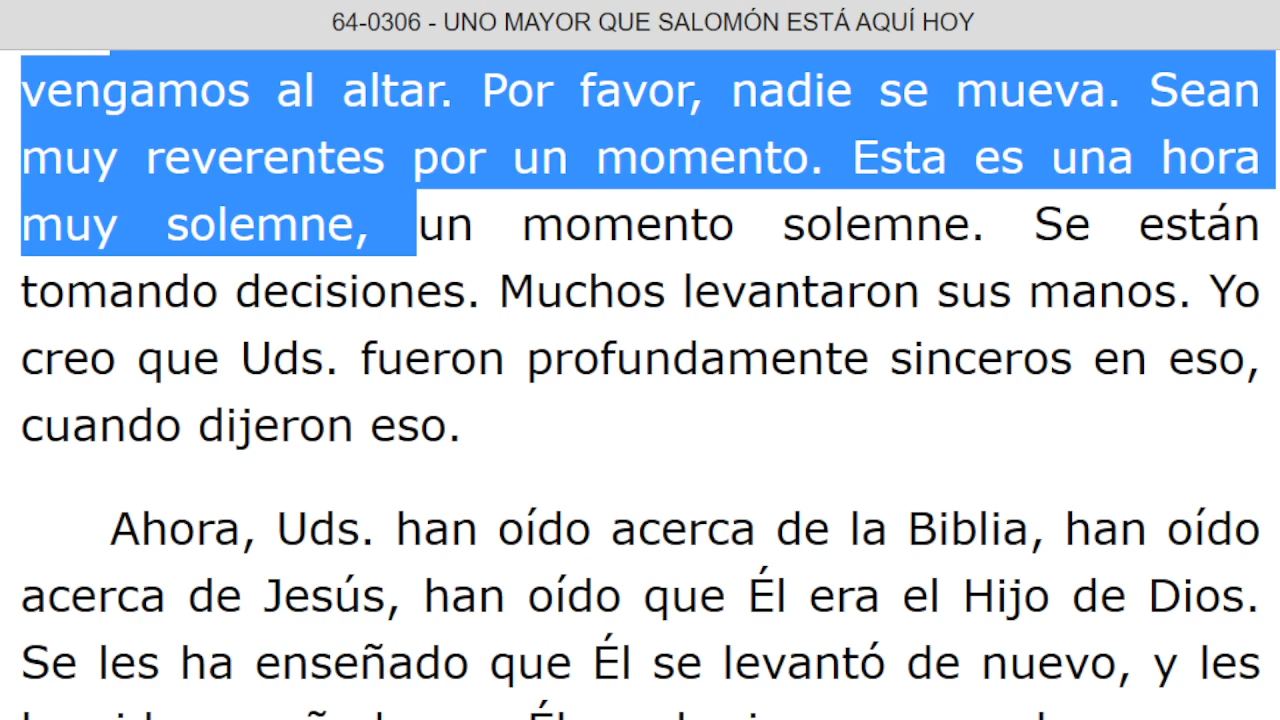 64-0306 - UNO MAYOR QUE SALOMÓN ESTÁ AQUÍ HOY
vengamos al altar. Por favor, nadie se mueva. Sean
muy reverentes por un momento. Esta es una hora
muy solemne, un momento solemne. Se están
tomando decisiones. Muchos levantaron sus manos. Yo
creo que Uds. fueron profundamente sinceros en eso,
cuando dijeron eso.
Ahora, Uds. han oído acerca de la Biblia, han oído
acerca de Jesús, han oído que Él era el Hijo de Dios.
Se les ha enseñado que Él se levantó de nuevo, y les